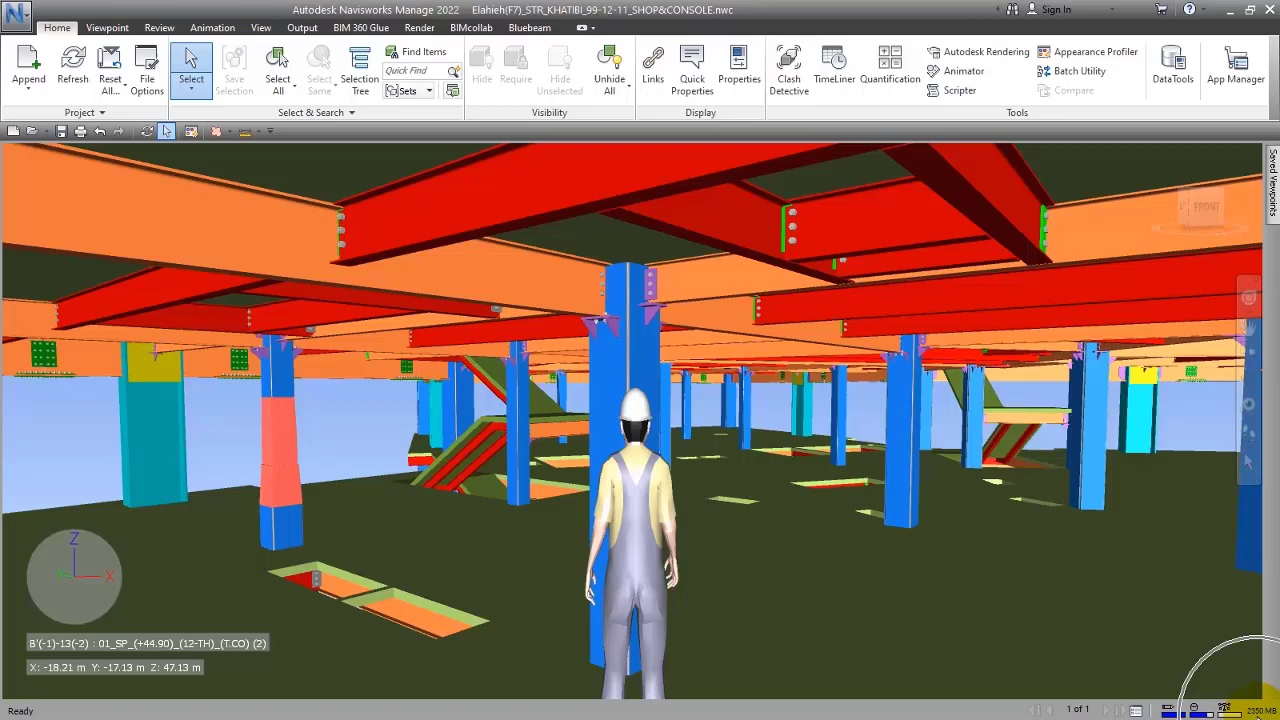 Autodesk Navisworks Manage 2022 Elahieh(F7)_STR_KHATIBI_99-12-11_SHOP&CONSOLE.nwc
Sign In
Home Viewpoint Review Animation View Output BIM 360 Glue Render BIMcollab Bluebeam
Append
Refresh
Reset All...
File Options
Project
Select
Save Selection
Select All
Select Same
Selection Tree
Find Items
Quick Find
Sets
Select & Search
Hide
Require
Hide Unselected
Unhide All
Visibility
Links
Quick Properties
Properties
Display
Clash Detective
TimeLiner
Quantification
Autodesk Rendering
Animator
Scripter
Appearance Profiler
Batch Utility
Compare
Tools
DataTools
App Manager
Saved Viewpoints
FRONT
Z
X
B'(-1)-13(-2) : 01_SP_(+44.90)_(12-TH)_(T.CO) (2)
X: -18.21 m Y: -17.13 m Z: 47.13 m
Ready
1 of 1
2350 MB